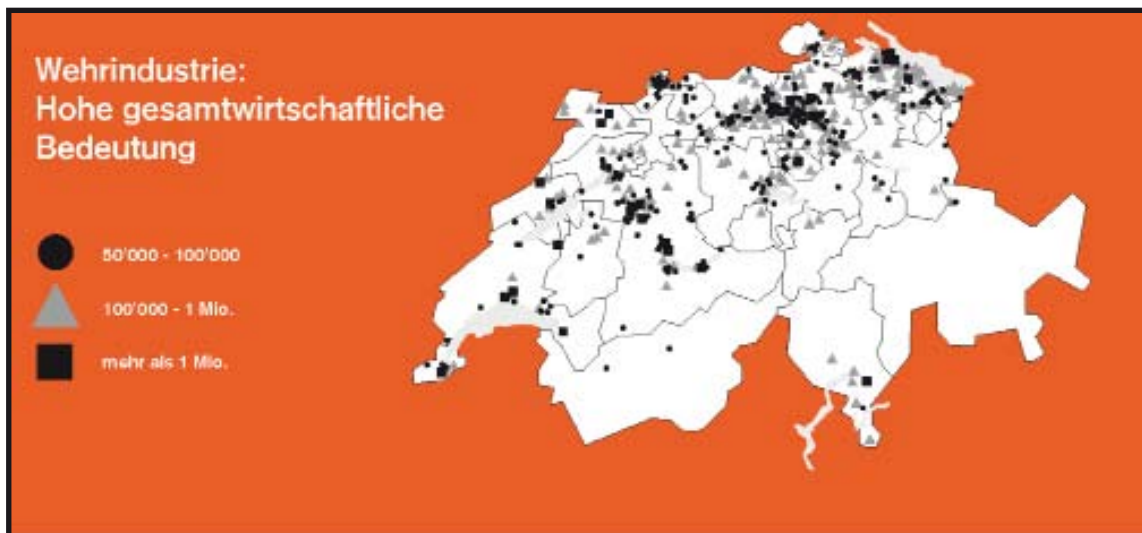 Wehrindustrie:
Hohe gesamtwirtschaftliche
Bedeutung
50'000 - 100'000
100'000 - 1 Mio.
mehr als 1 Mio.